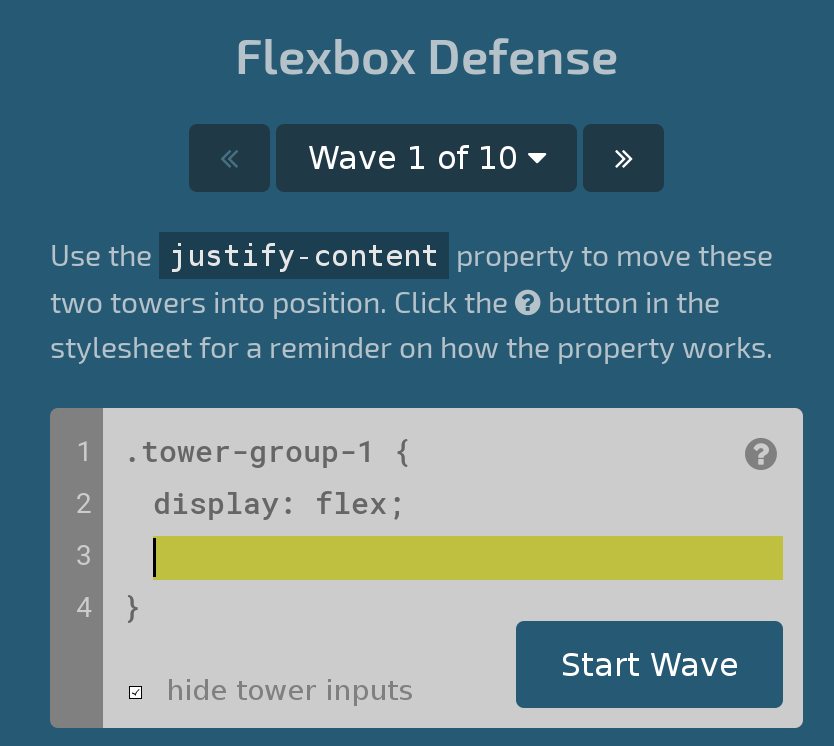 Flexbox Defense
« Wave 1 of 10 »
Use the justify-content property to move these
two towers into position. Click the ? button in the
stylesheet for a reminder on how the property works.
1 .tower-group-1 { ?
2 display: flex;
3
4 }
hide tower inputs
Start Wave